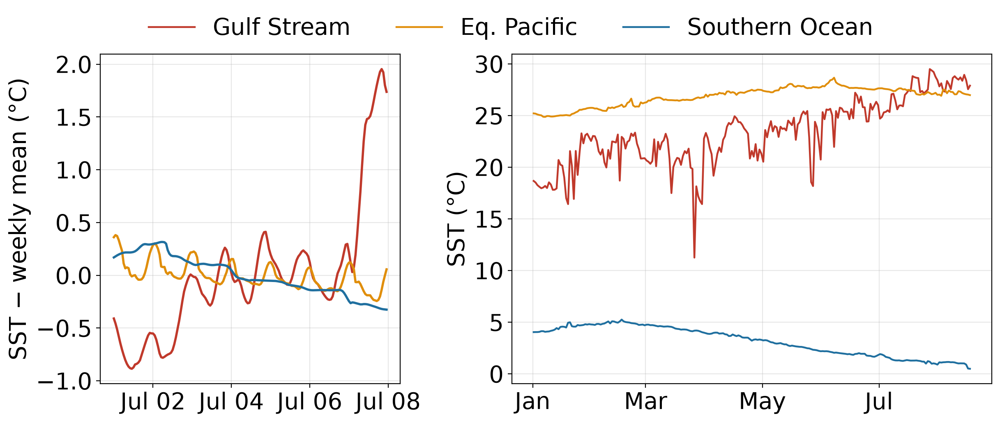 Gulf Stream Eq. Pacific Southern Ocean
SST − weekly mean (°C)
2.0
1.5
1.0
0.5
0.0
−0.5
−1.0
Jul 02 Jul 04 Jul 06 Jul 08
SST (°C)
30
25
20
15
10
5
0
Jan Mar May Jul